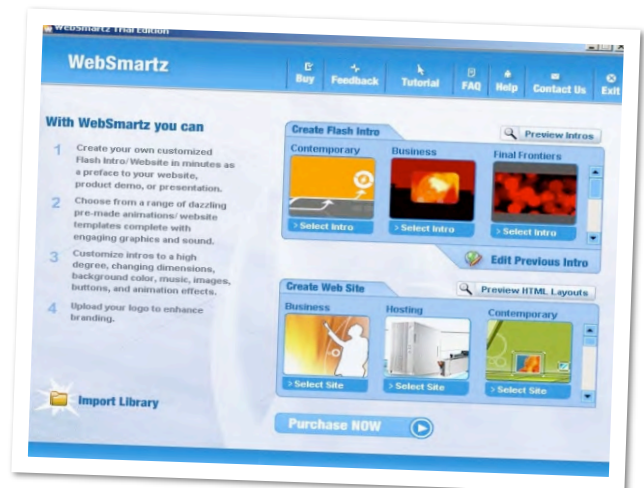 WebSmartz Trial Edition
WebSmartz
Buy
Feedback
Tutorial
FAQ
Help
Contact Us
Exit
With WebSmartz you can
1 Create your own customized
Flash Intro/Website in minutes as
a preface to your website,
product demo, or presentation.
2 Choose from a range of dazzling
pre-made animations/website
templates complete with
engaging graphics and sound.
3 Customize intros to a high
degree, changing dimensions,
background color, music, images,
buttons, and animation effects.
4 Upload your logo to enhance
branding.
Import Library
Create Flash Intro
Preview Intros
Contemporary
Business
Final Frontiers
> Select Intro
> Select Intro
> Select Intro
Edit Previous Intro
Create Web Site
Preview HTML Layouts
Business
Hosting
Contemporary
> Select Site
> Select Site
> Select Site
Purchase NOW